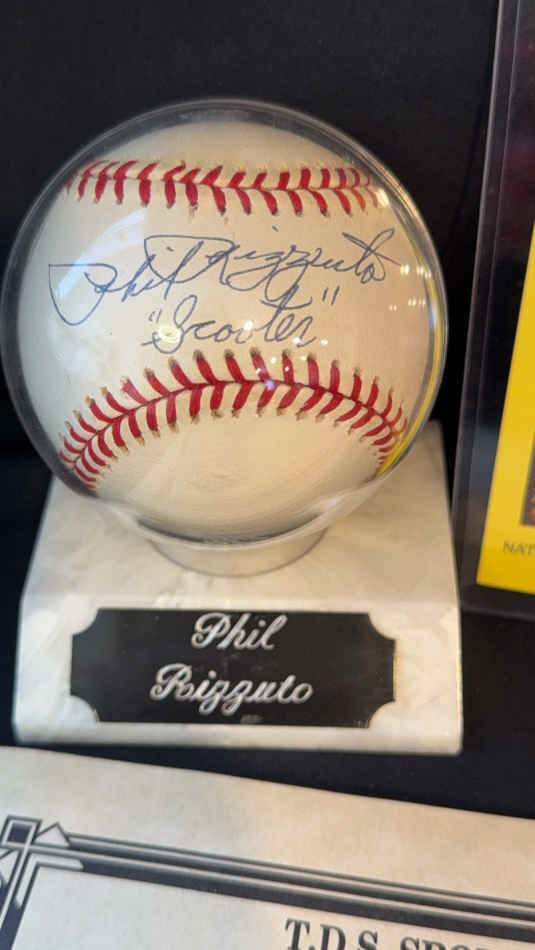 Phil Rizzuto
"Scooter"
NAT
Phil
Rizzuto
T.D.S. SPO